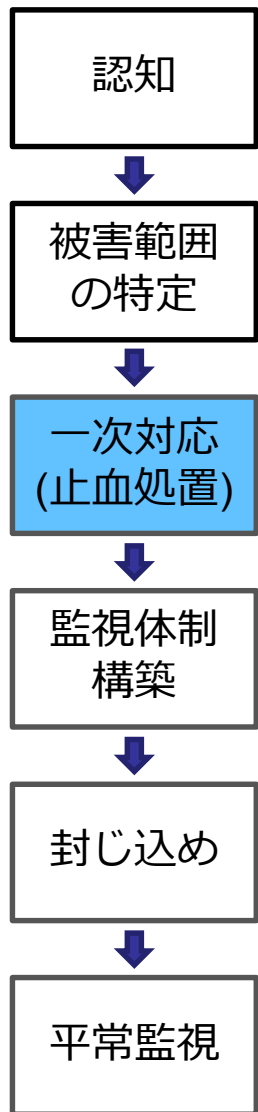 認知
被害範囲
の特定
一次対応
(止血処置)
監視体制
構築
封じ込め
平常監視